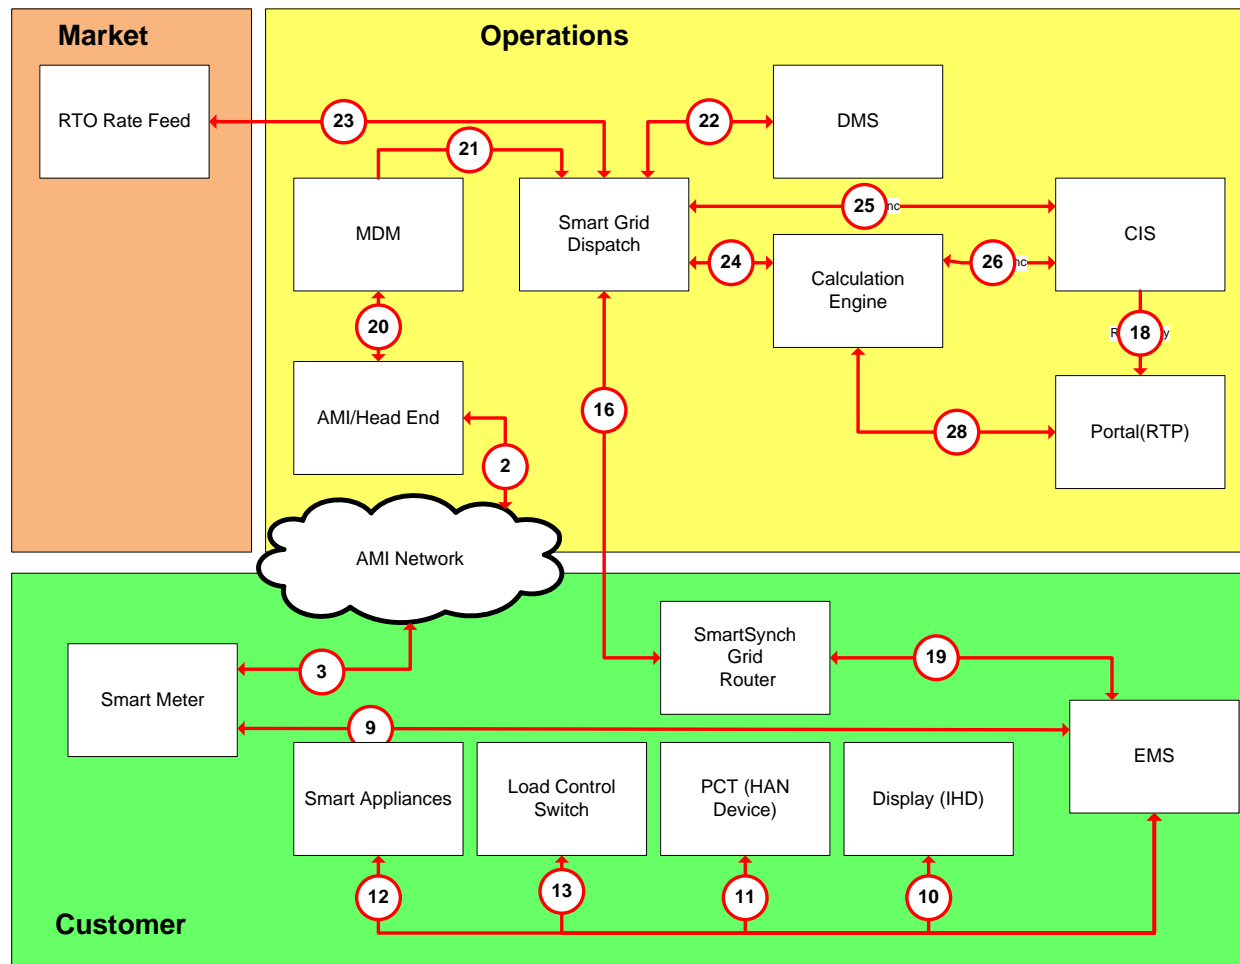 Market
Operations
RTO Rate Feed
23
22
DMS
21
MDM
Smart Grid
Dispatch
25
nc
CIS
24
Calculation
Engine
26
nc
20
18
AMI/Head End
16
28
Portal(RTP)
2
AMI Network
SmartSynch
Grid
Router
3
19
Smart Meter
9
EMS
Smart Appliances
Load Control
Switch
PCT (HAN
Device)
Display (IHD)
12
13
11
10
Customer